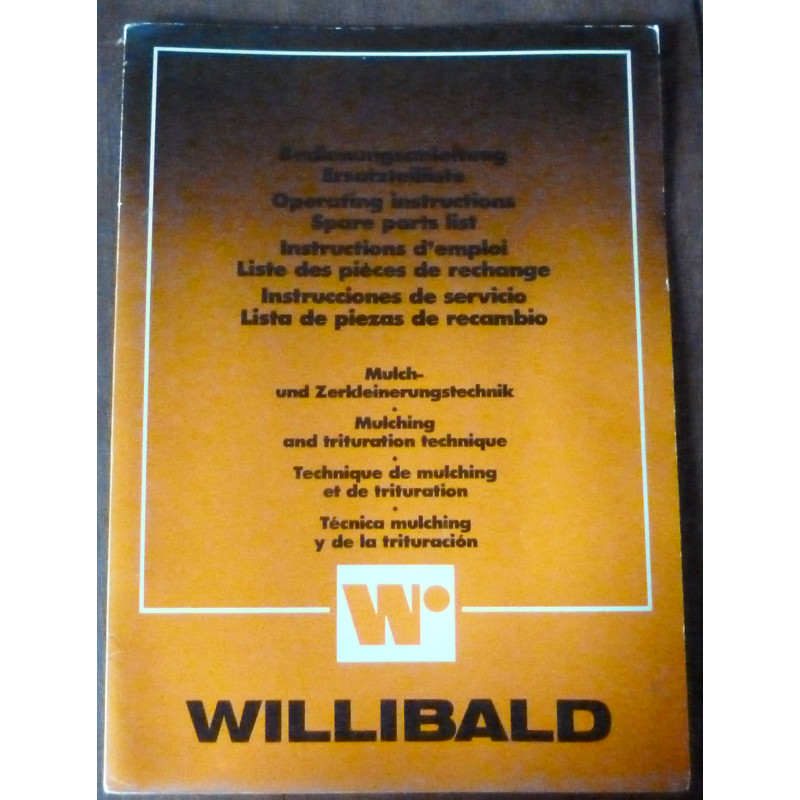 Bedienungsanleitung
Ersatzteilliste
Operating instructions
Spare parts list
Instructions d'emploi
Liste des pièces de rechange
Instrucciones de servicio
Lista de piezas de recambio
Mulch-
und Zerkleinerungstechnik
•
Mulching
and trituration technique
•
Technique de mulching
et de trituration
•
Técnica mulching
y de la trituración
W
WILLIBALD